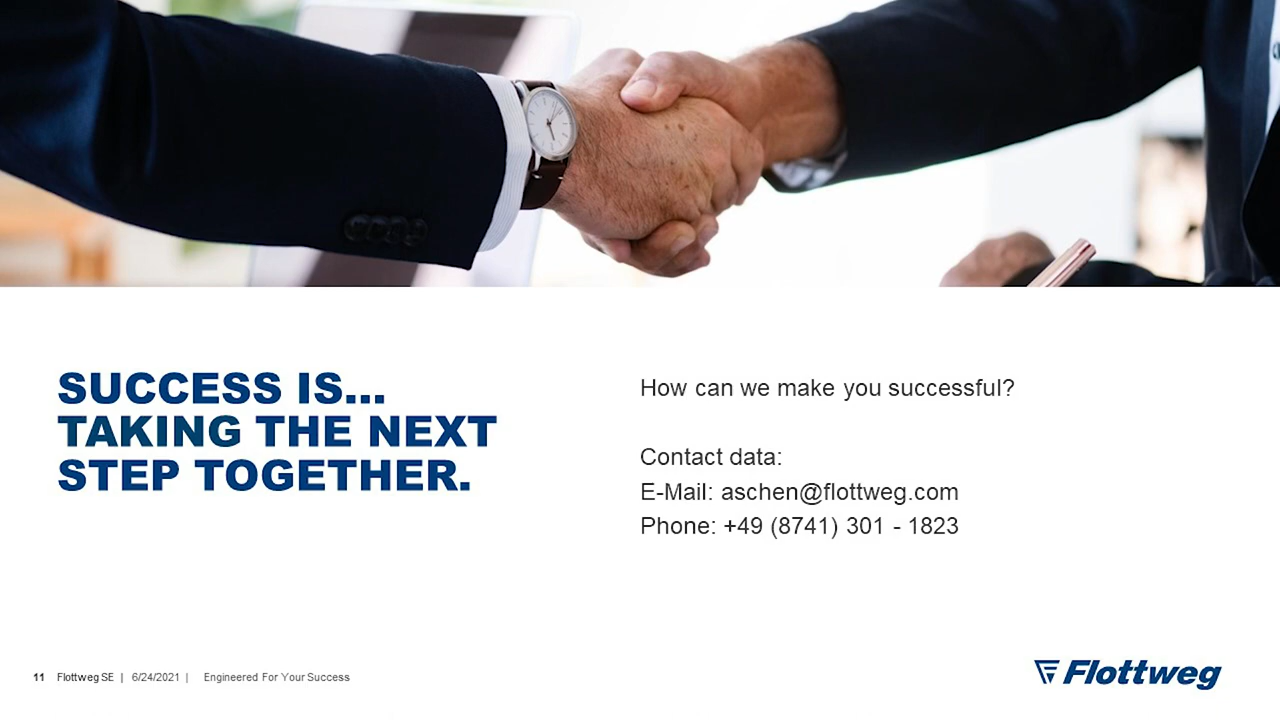 SUCCESS IS...
TAKING THE NEXT
STEP TOGETHER.
How can we make you successful?
Contact data:
E-Mail: aschen@flottweg.com
Phone: +49 (8741) 301 - 1823
11 Flottweg SE | 6/24/2021 | Engineered For Your Success
Flottweg